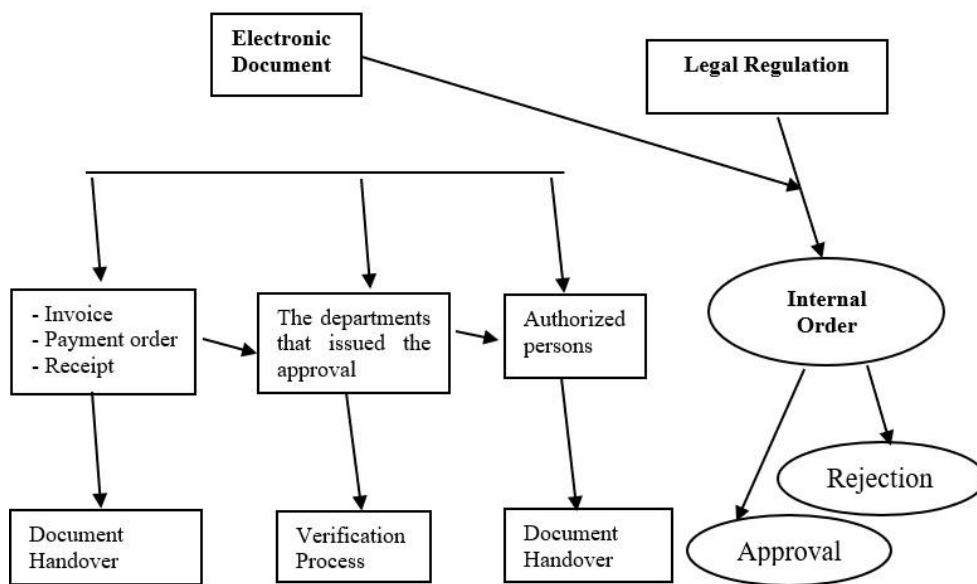 Electronic
Document
Legal Regulation
- Invoice
- Payment order
- Receipt
The departments
that issued the
approval
Authorized
persons
Internal
Order
Document
Handover
Verification
Process
Document
Handover
Rejection
Approval